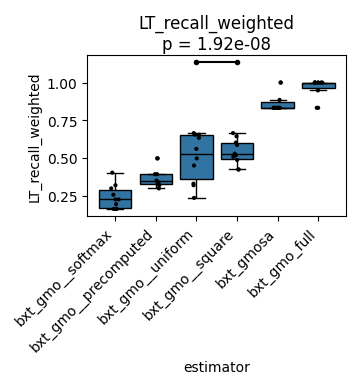 LT_recall_weighted
p = 1.92e-08
LT_recall_weighted
1.00
0.75
0.50
0.25
bxt_gmo__softmax
bxt_gmo__precomputed
bxt_gmo__uniform
bxt_gmo__square
bxt_gmosa
bxt_gmo_full
estimator